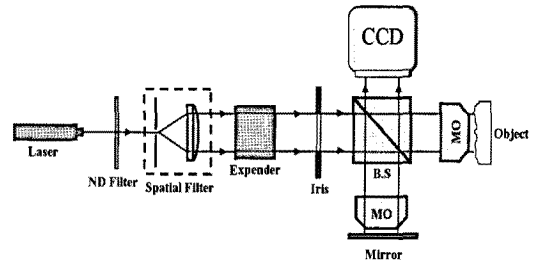 CCD
Laser
ND Filter
Spatial Filter
Expender
Iris
B.S
MO
Object
MO
Mirror